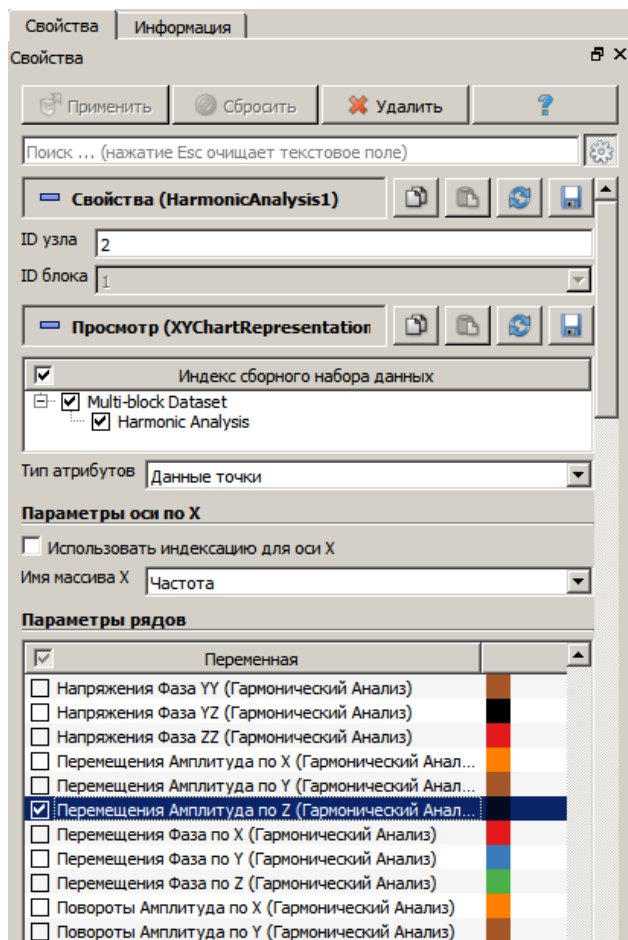 Свойства Информация
Свойства
Применить Сбросить Удалить ?
Поиск ... (нажатие Esc очищает текстовое поле)
Свойства (HarmonicAnalysis1)
ID узла 2
ID блока 1
Просмотр (XYChartRepresentation
Индекс сборного набора данных
Multi-block Dataset
Harmonic Analysis
Тип атрибутов Данные точки
Параметры оси по X
Использовать индексацию для оси X
Имя массива X Частота
Параметры рядов
Переменная
Напряжения Фаза YY (Гармонический Анализ)
Напряжения Фаза YZ (Гармонический Анализ)
Напряжения Фаза ZZ (Гармонический Анализ)
Перемещения Амплитуда по X (Гармонический Анал...
Перемещения Амплитуда по Y (Гармонический Анал...
Перемещения Амплитуда по Z (Гармонический Анал...
Перемещения Фаза по X (Гармонический Анализ)
Перемещения Фаза по Y (Гармонический Анализ)
Перемещения Фаза по Z (Гармонический Анализ)
Повороты Амплитуда по X (Гармонический Анализ)
Повороты Амплитуда по Y (Гармонический Анализ)